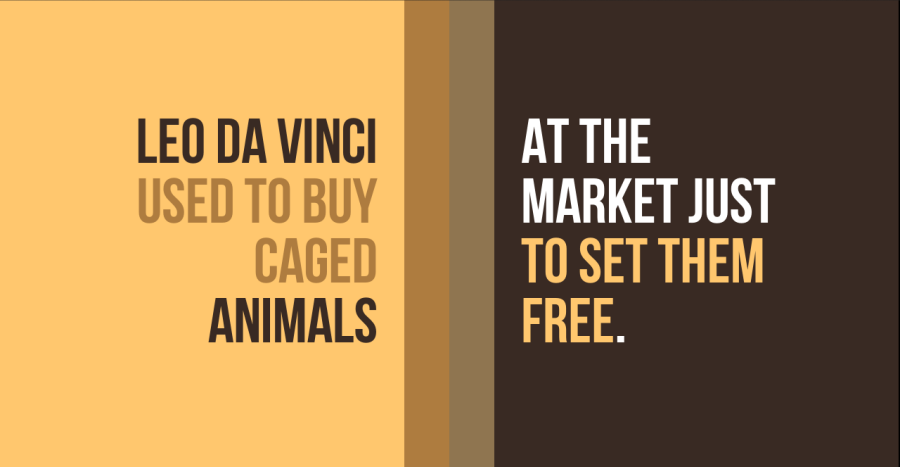 LEO DA VINCI
USED TO BUY
CAGED
ANIMALS
AT THE
MARKET JUST
TO SET THEM
FREE.